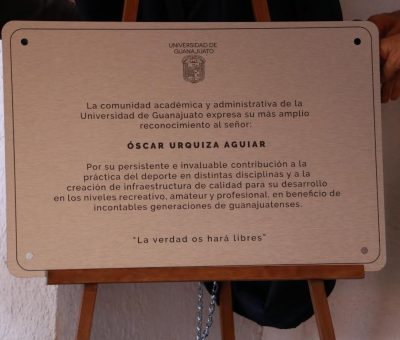 UNIVERSIDAD DE
GUANAJUATO
La comunidad académica y administrativa de la
Universidad de Guanajuato expresa su más amplio
reconocimiento al señor:
ÓSCAR URQUIZA AGUIAR
Por su persistente e invaluable contribución a la
práctica del deporte en distintas disciplinas y a la
creación de infraestructura de calidad para su desarrollo
en los niveles recreativo, amateur y profesional, en beneficio de
incontables generaciones de guanajuatenses.
"La verdad os hará libres"